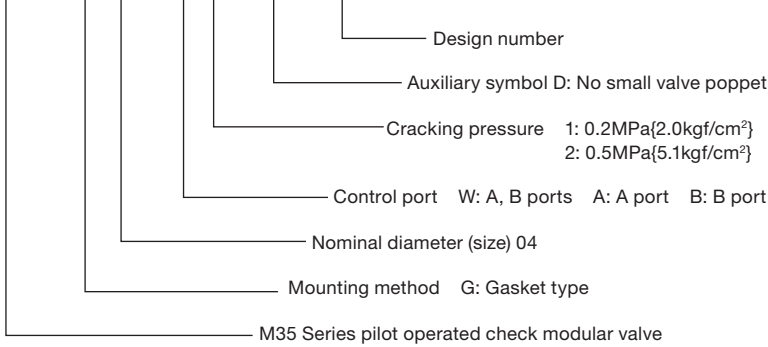 Design number
Auxiliary symbol D: No small valve poppet
Cracking pressure 1: 0.2MPa{2.0kgf/cm²}
2: 0.5MPa{5.1kgf/cm²}
Control port W: A, B ports A: A port B: B port
Nominal diameter (size) 04
Mounting method G: Gasket type
M35 Series pilot operated check modular valve